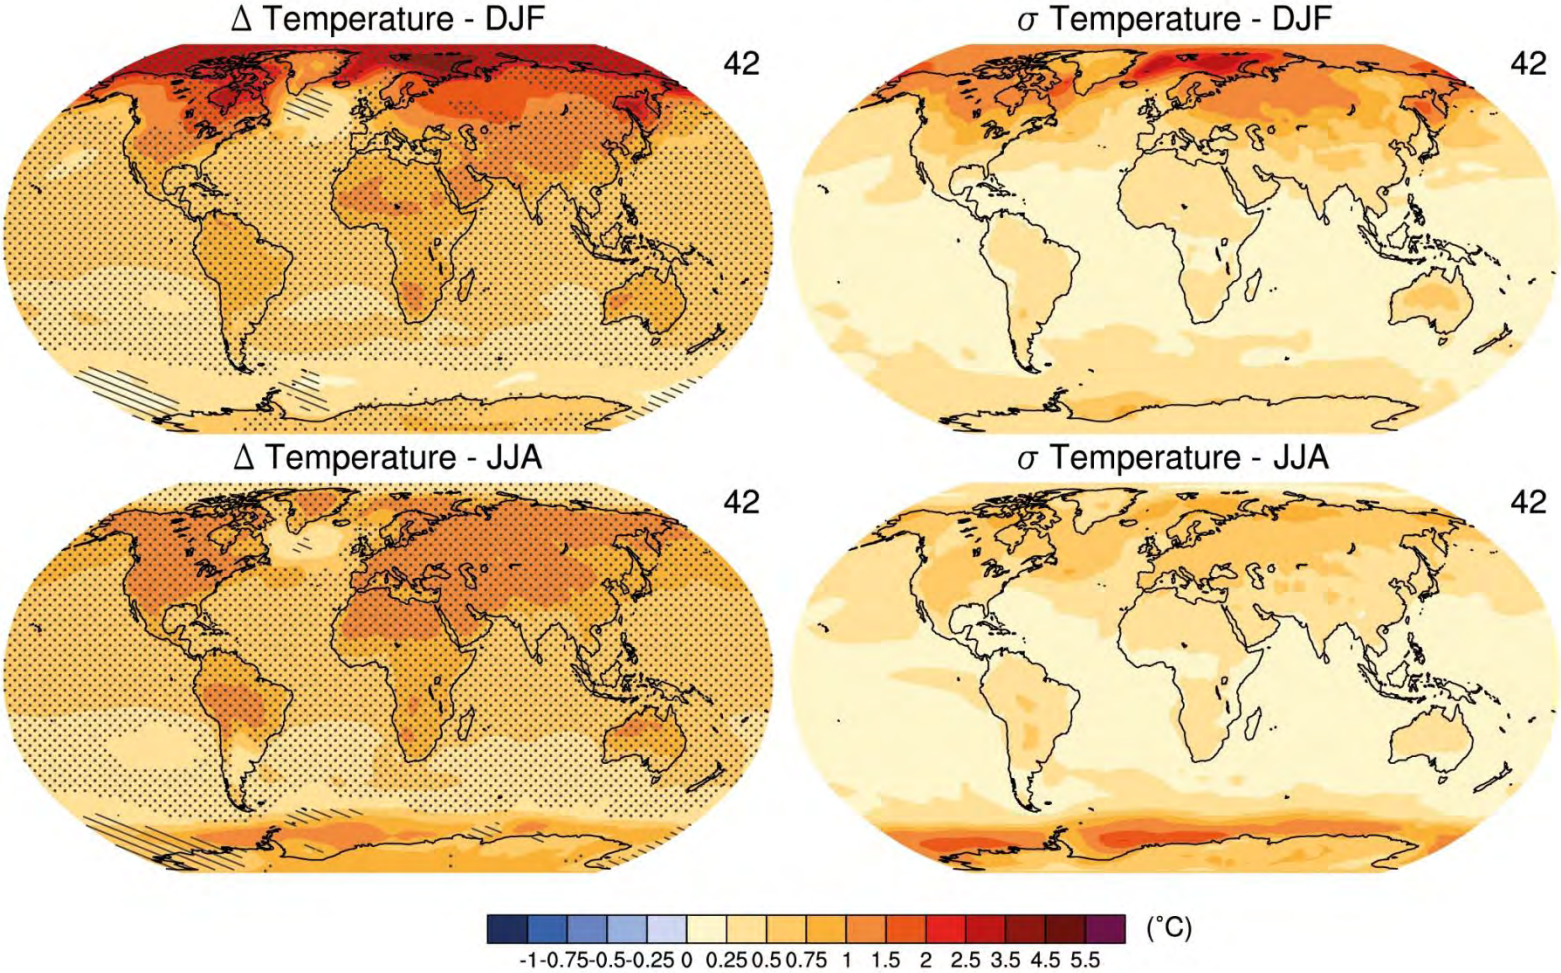 Δ Temperature - DJF
σ Temperature - DJF
42
42
Δ Temperature - JJA
σ Temperature - JJA
42
42
-1 -0.75 -0.5 -0.25 0 0.25 0.5 0.75 1 1.5 2 2.5 3.5 4.5 5.5
(°C)